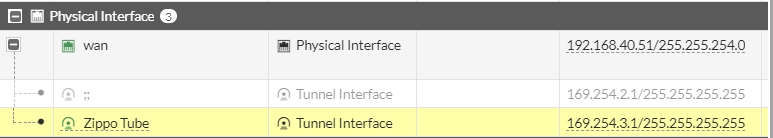 Physical Interface 3
wan Physical Interface 192.168.40.51/255.255.254.0
;; Tunnel Interface 169.254.2.1/255.255.255.255
Zippo Tube Tunnel Interface 169.254.3.1/255.255.255.255